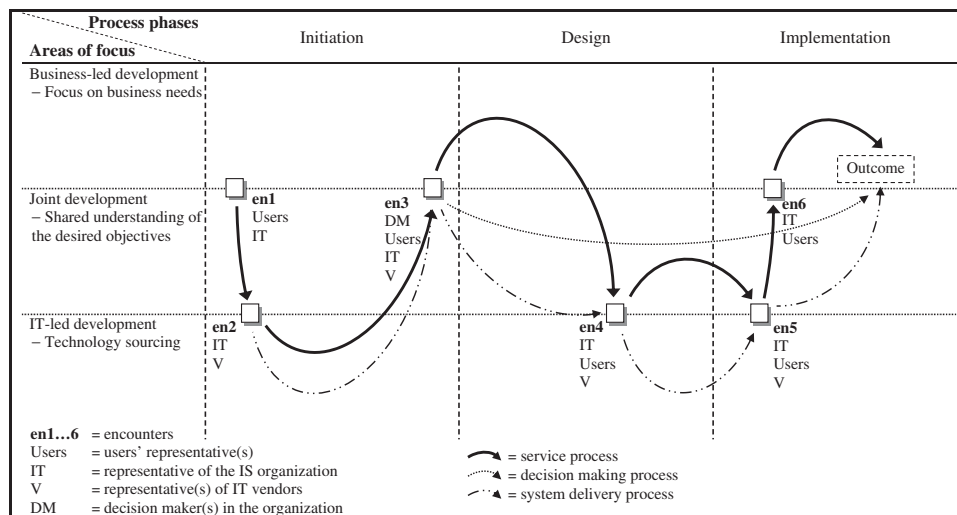 Process phases
Areas of focus
Initiation
Design
Implementation
Business-led development
– Focus on business needs
Joint development
– Shared understanding of
the desired objectives
IT-led development
– Technology sourcing
en1
Users
IT
en2
IT
V
en3
DM
Users
IT
V
en4
IT
Users
V
en5
IT
Users
V
en6
IT
Users
Outcome
en1…6 = encounters
Users = users' representative(s)
IT = representative of the IS organization
V = representative(s) of IT vendors
DM = decision maker(s) in the organization
= service process
= decision making process
= system delivery process